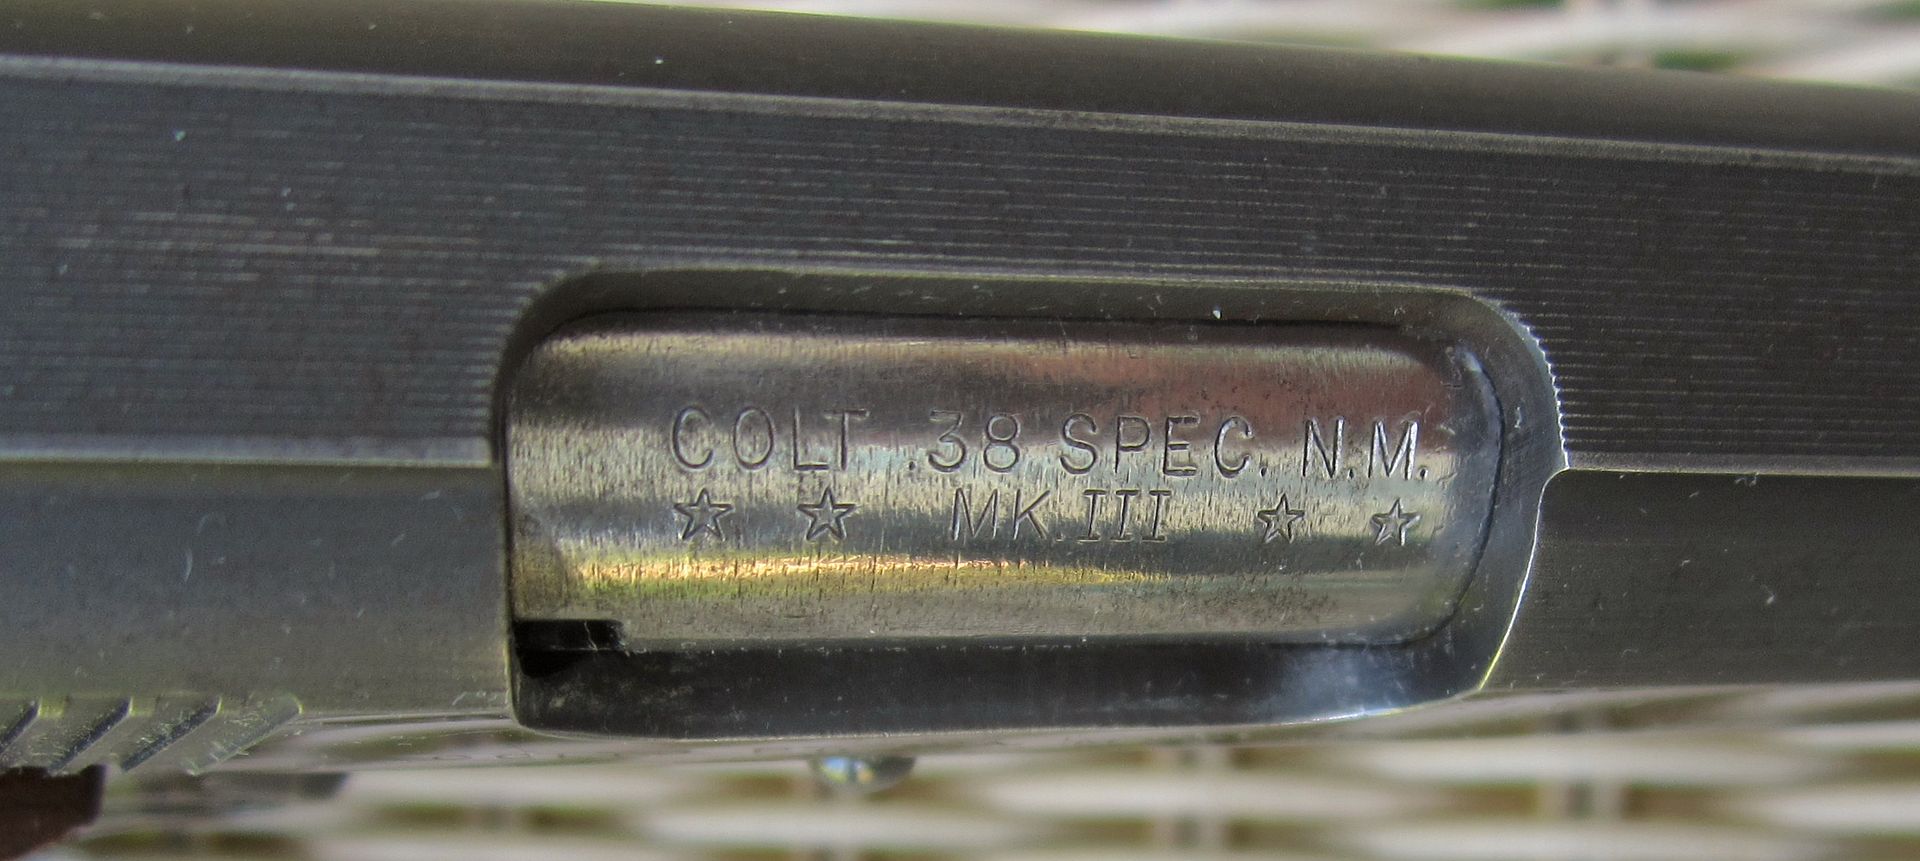 COLT .38 SPEC. N.M.
☆ ☆ MK.III ☆ ☆